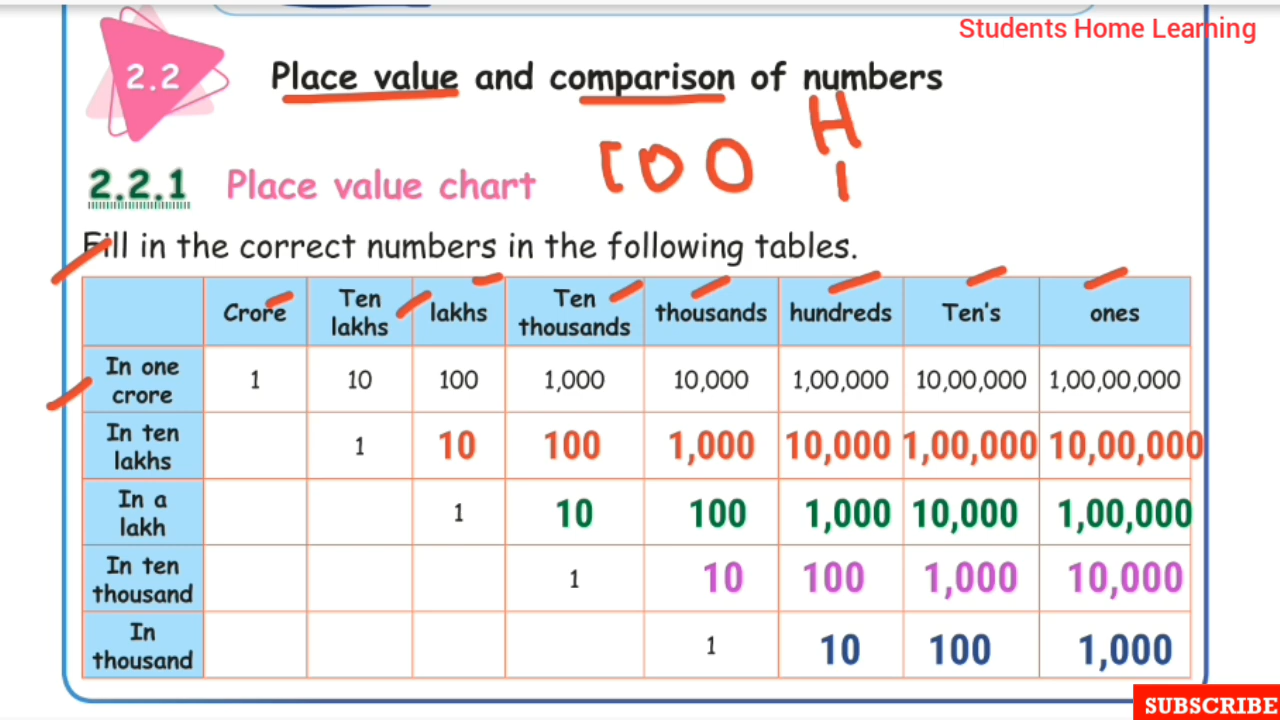 Students Home Learning
2.2 Place value and comparison of numbers
H
100 1
2.2.1 Place value chart
Fill in the correct numbers in the following tables.
Crore Ten lakhs lakhs Ten thousands thousands hundreds Ten's ones
In one crore 1 10 100 1,000 10,000 1,00,000 10,00,000 1,00,00,000
In ten lakhs 1 10 100 1,000 10,000 1,00,000 10,00,000
In a lakh 1 10 100 1,000 10,000 1,00,000
In ten thousand 1 10 100 1,000 10,000
In thousand 1 10 100 1,000
SUBSCRIBE